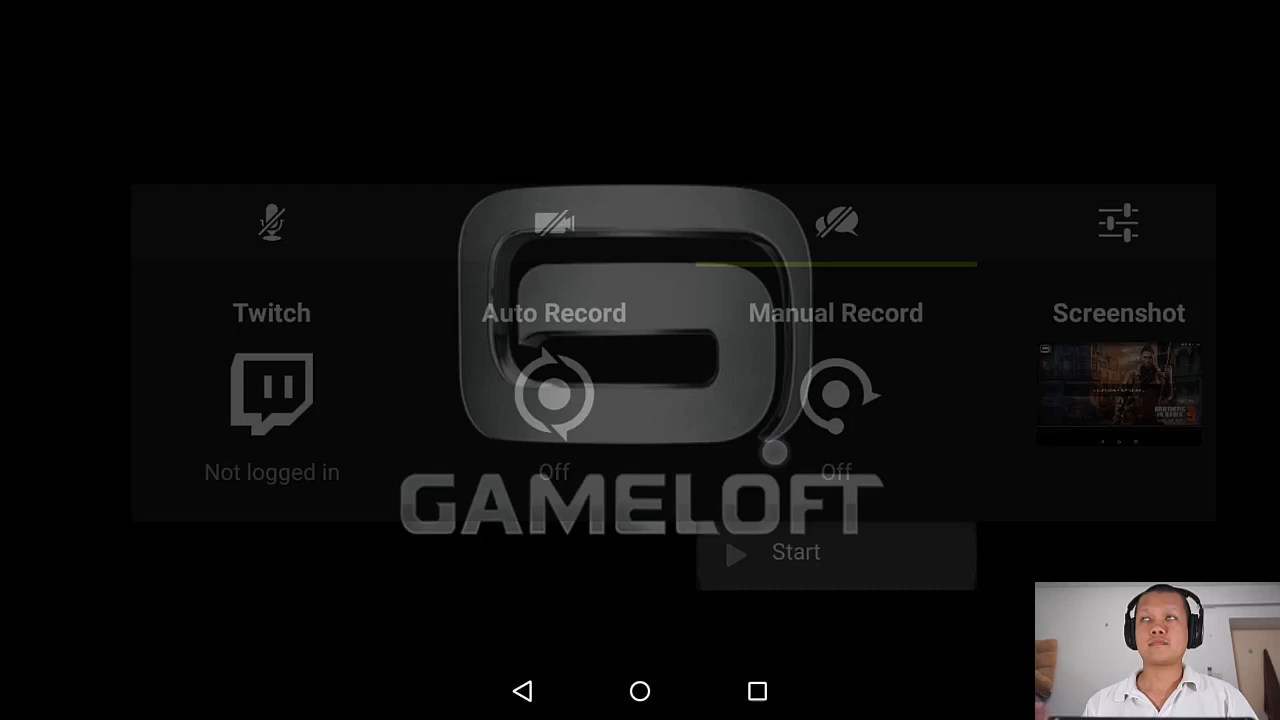 Twitch
Auto Record
Manual Record
Screenshot
Not logged in
Off
Off
GAMELOFT
Start